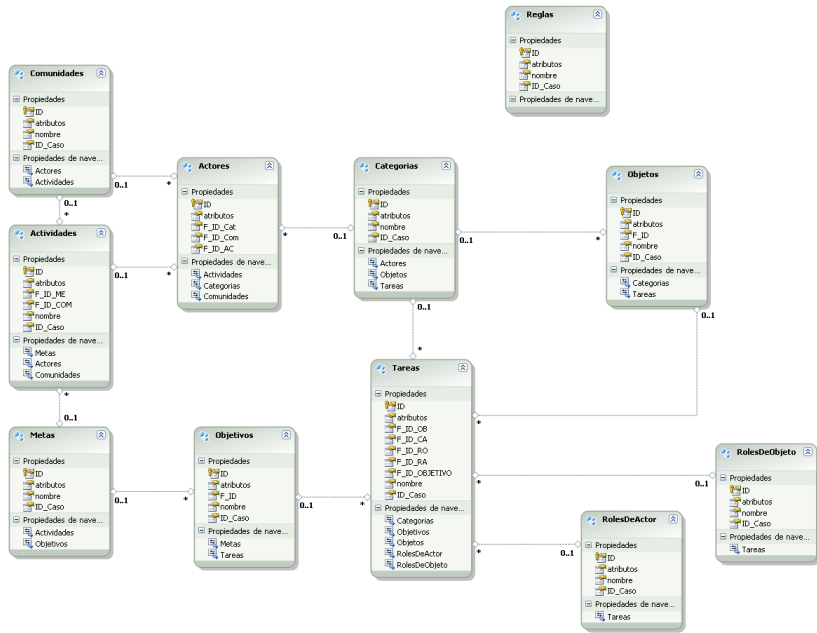 Reglas
Propiedades
ID
atributos
nombre
ID_Caso
Propiedades de nave...
Comunidades
Propiedades
ID
atributos
nombre
ID_Caso
Propiedades de nave...
Actores
Actividades
0..1
*
0..1
*
Actores
Propiedades
ID
atributos
F_ID_Cat
F_ID_Com
F_ID_AC
Propiedades de nave...
Actividades
Categorias
Comunidades
*
0..1
Categorias
Propiedades
ID
atributos
nombre
ID_Caso
Propiedades de nave...
Actores
Objetos
Tareas
0..1
*
0..1
*
Objetos
Propiedades
ID
atributos
F_ID
nombre
ID_Caso
Propiedades de nave...
Categorias
Tareas
0..1
*
Actividades
Propiedades
ID
atributos
F_ID_ME
F_ID_COM
nombre
ID_Caso
Propiedades de nave...
Metas
Actores
Comunidades
0..1
*
*
0..1
Metas
Propiedades
ID
atributos
nombre
ID_Caso
Propiedades de nave...
Actividades
Objetivos
0..1
*
Objetivos
Propiedades
ID
atributos
F_ID
nombre
ID_Caso
Propiedades de nave...
Metas
Tareas
0..1
*
Tareas
Propiedades
ID
atributos
F_ID_OB
F_ID_CA
F_ID_RO
F_ID_RA
F_ID_OBJETIVO
nombre
ID_Caso
Propiedades de nave...
Categorias
Objetivos
Objetos
RolesDeActor
RolesDeObjeto
*
0..1
*
0..1
RolesDeObjeto
Propiedades
ID
atributos
nombre
ID_Caso
Propiedades de nave...
Tareas
RolesDeActor
Propiedades
ID
atributos
nombre
ID_Caso
Propiedades de nave...
Tareas